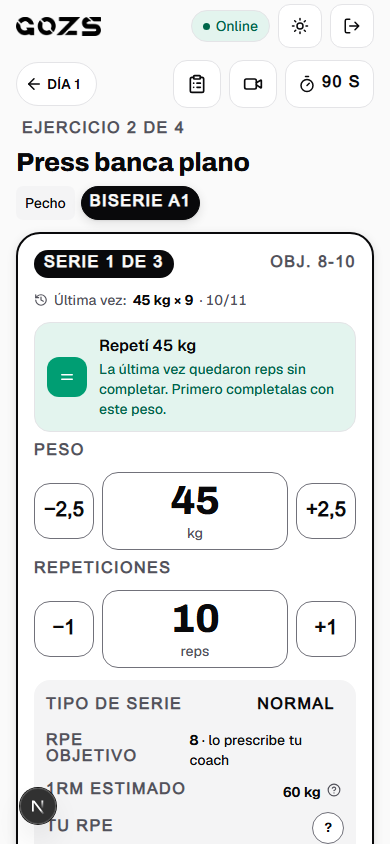 GOZS
Online
DÍA 1
90 S
EJERCICIO 2 DE 4
Press banca plano
Pecho
BISERIE A1
SERIE 1 DE 3
OBJ. 8-10
Última vez: 45 kg × 9 · 10/11
=
Repetí 45 kg
La última vez quedaron reps sin
completar. Primero completalas con
este peso.
PESO
−2,5
45
kg
+2,5
REPETICIONES
−1
10
reps
+1
TIPO DE SERIE
NORMAL
RPE
OBJETIVO
8 · lo prescribe tu
coach
1RM ESTIMADO
60 kg ?
N
TU RPE
?